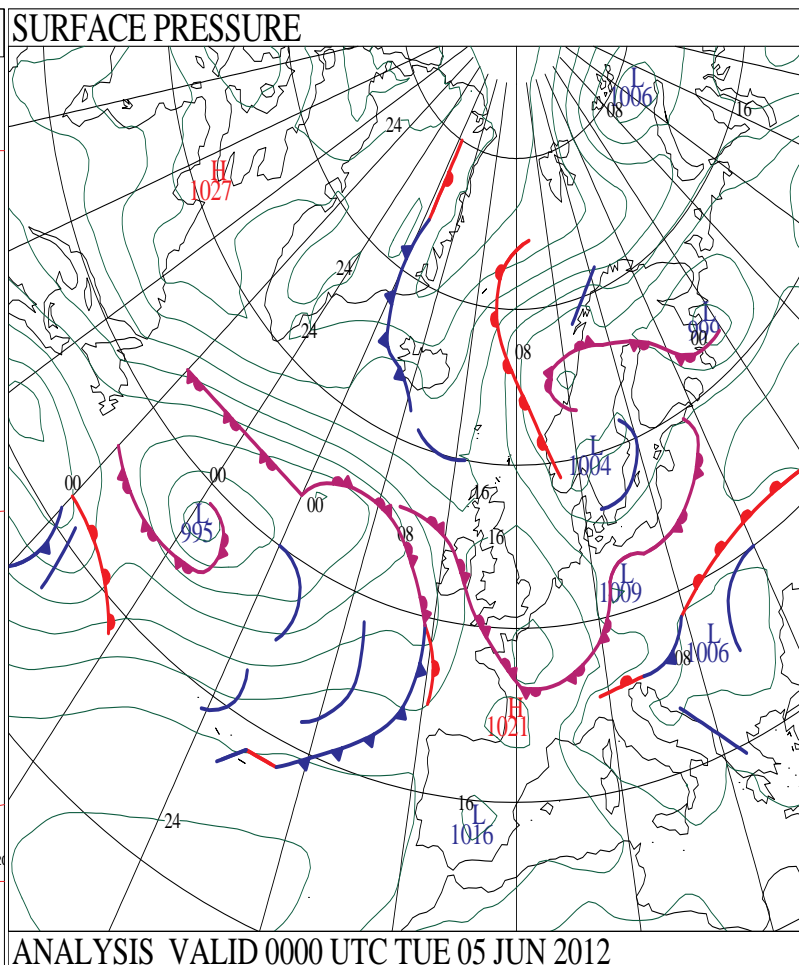 SURFACE PRESSURE
L
1006
08
16
24
H
1027
24
L
999
00
24
08
L
1004
00
00
16
00
L
995
08
16
L
1009
L
1006
08
H
1021
16
L
1016
24
ANALYSIS VALID 0000 UTC TUE 05 JUN 2012